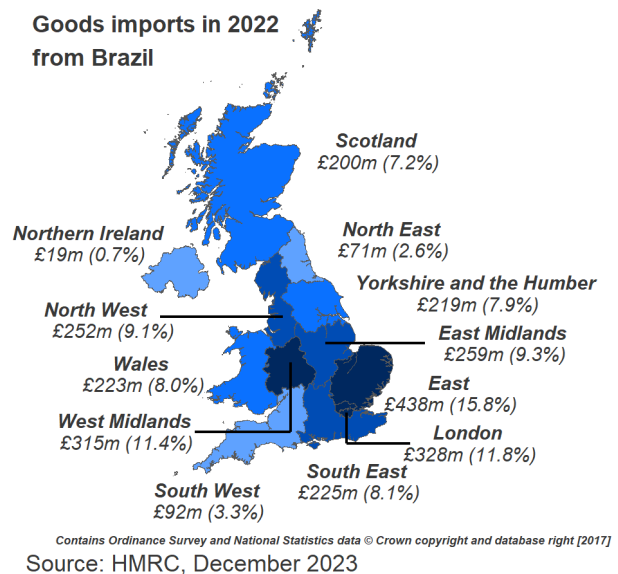 Goods imports in 2022
from Brazil
Scotland
£200m (7.2%)
Northern Ireland
£19m (0.7%)
North East
£71m (2.6%)
Yorkshire and the Humber
£219m (7.9%)
North West
£252m (9.1%)
East Midlands
£259m (9.3%)
Wales
£223m (8.0%)
East
£438m (15.8%)
West Midlands
£315m (11.4%)
London
£328m (11.8%)
South East
£225m (8.1%)
South West
£92m (3.3%)
Contains Ordinance Survey and National Statistics data © Crown copyright and database right [2017]
Source: HMRC, December 2023